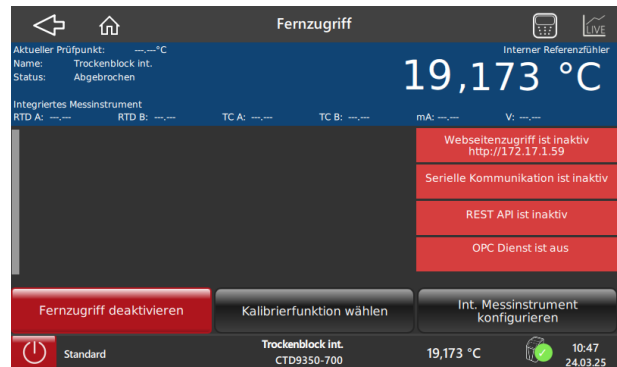 Fernzugriff
LIVE
Aktueller Prüfpunkt: ---,---°C
Name: Trockenblock int.
Status: Abgebrochen
Interner Referenzfühler
19,173 °C
Integriertes Messinstrument
RTD A: ---,--- RTD B: ---,--- TC A: ---,--- TC B: ---,--- mA: ---,--- V: ---,---
Webseitenzugriff ist inaktiv
http://172.17.1.59
Serielle Kommunikation ist inaktiv
REST API ist inaktiv
OPC Dienst ist aus
Fernzugriff deaktivieren
Kalibrierfunktion wählen
Int. Messinstrument
konfigurieren
Standard
Trockenblock int.
CTD9350-700
19,173 °C
10:47
24.03.25